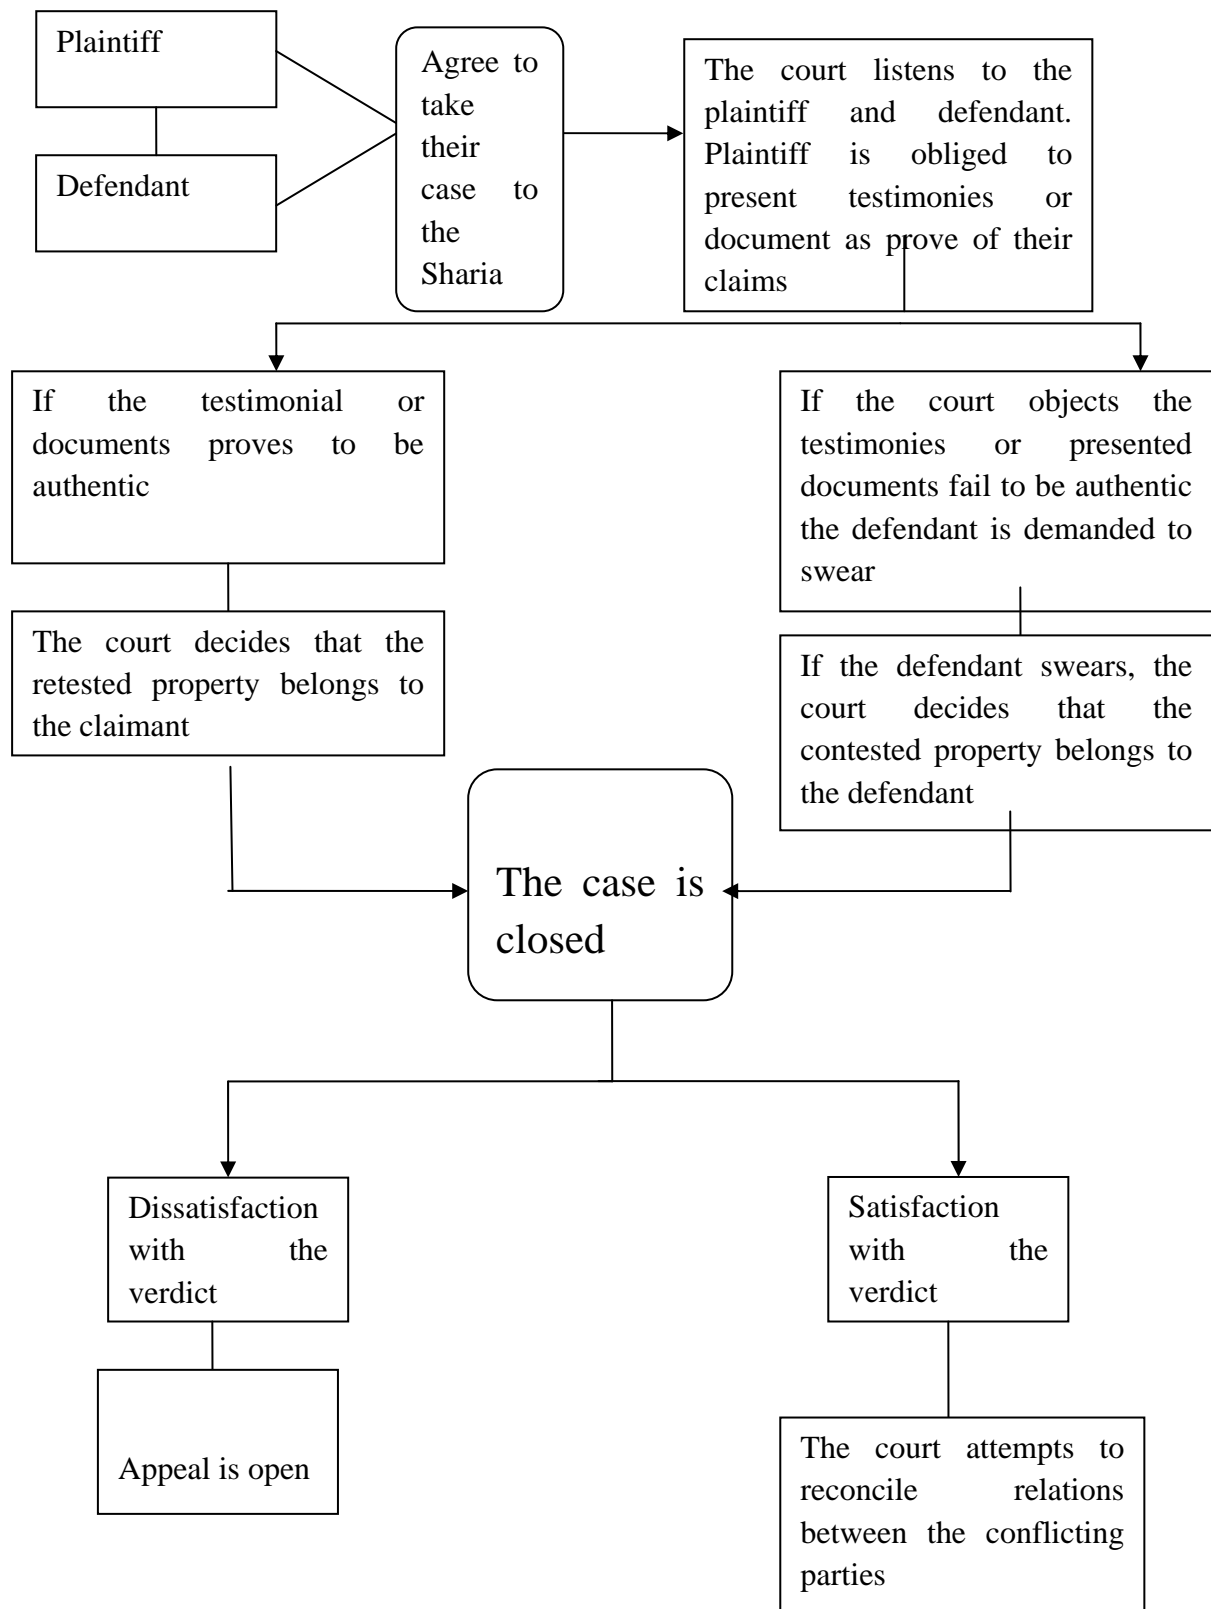 Plaintiff
Defendant
Agree to
take
their
case to
the
Sharia
The court listens to the
plaintiff and defendant.
Plaintiff is obliged to
present testimonies or
document as prove of their
claims
If the testimonial or
documents proves to be
authentic
If the court objects the
testimonies or presented
documents fail to be authentic
the defendant is demanded to
swear
The court decides that the
retested property belongs to
the claimant
If the defendant swears, the
court decides that the
contested property belongs to
the defendant
The case is
closed
Dissatisfaction
with the
verdict
Satisfaction
with the
verdict
Appeal is open
The court attempts to
reconcile relations
between the conflicting
parties